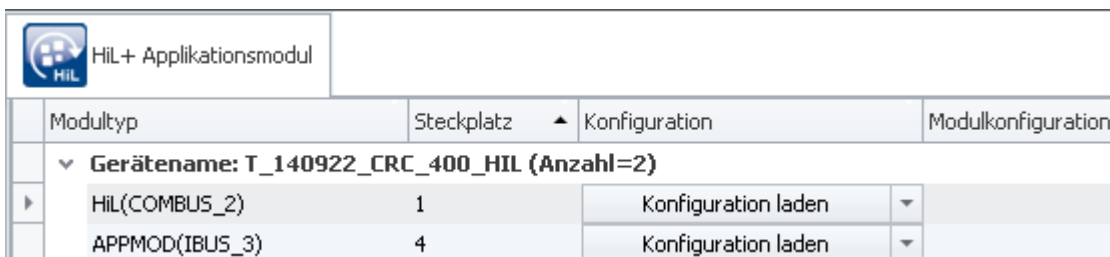 HiL HiL+ Applikationsmodul
Modultyp Steckplatz Konfiguration Modulkonfiguration
Gerätename: T_140922_CRC_400_HIL (Anzahl=2)
HiL(COMBUS_2) 1 Konfiguration laden
APPMOD(IBUS_3) 4 Konfiguration laden